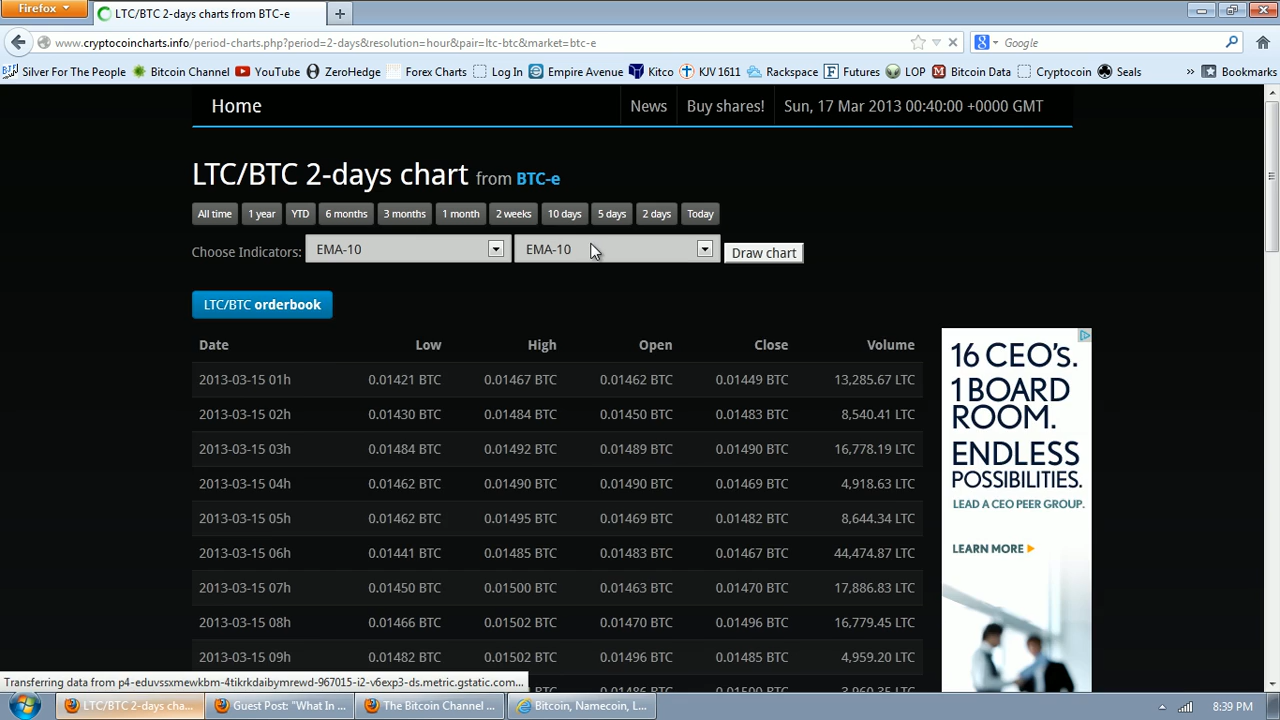 Firefox
LTC/BTC 2-days charts from BTC-e
www.cryptocoincharts.info/period-charts.php?period=2-days&resolution=hour&pair=ltc-btc&market=btc-e
Google
Silver For The People Bitcoin Channel YouTube ZeroHedge Forex Charts Log In Empire Avenue Kitco KJV 1611 Rackspace Futures LOP Bitcoin Data Cryptocoin Seals » Bookmarks
Home News Buy shares! Sun, 17 Mar 2013 00:40:00 +0000 GMT
LTC/BTC 2-days chart from BTC-e
All time 1 year YTD 6 months 3 months 1 month 2 weeks 10 days 5 days 2 days Today
Choose Indicators: EMA-10 EMA-10 Draw chart
LTC/BTC orderbook
Date Low High Open Close Volume
2013-03-15 01h 0.01421 BTC 0.01467 BTC 0.01462 BTC 0.01449 BTC 13,285.67 LTC
2013-03-15 02h 0.01430 BTC 0.01484 BTC 0.01450 BTC 0.01483 BTC 8,540.41 LTC
2013-03-15 03h 0.01484 BTC 0.01492 BTC 0.01489 BTC 0.01490 BTC 16,778.19 LTC
2013-03-15 04h 0.01462 BTC 0.01490 BTC 0.01490 BTC 0.01469 BTC 4,918.63 LTC
2013-03-15 05h 0.01462 BTC 0.01495 BTC 0.01469 BTC 0.01482 BTC 8,644.34 LTC
2013-03-15 06h 0.01441 BTC 0.01485 BTC 0.01483 BTC 0.01467 BTC 44,474.87 LTC
2013-03-15 07h 0.01450 BTC 0.01500 BTC 0.01463 BTC 0.01470 BTC 17,886.83 LTC
2013-03-15 08h 0.01466 BTC 0.01502 BTC 0.01470 BTC 0.01496 BTC 16,779.45 LTC
2013-03-15 09h 0.01482 BTC 0.01502 BTC 0.01496 BTC 0.01485 BTC 4,959.20 LTC
16 CEO's.
1 BOARD
ROOM.
ENDLESS
POSSIBILITIES.
LEAD A CEO PEER GROUP.
LEARN MORE
Transferring data from p4-eduvssxmewkbm-4tikrkdaibymrewd-967015-i2-v6exp3-ds.metric.gstatic.com...
LTC/BTC 2-days cha... Guest Post: "What In ... The Bitcoin Channel ... Bitcoin, Namecoin, L... 8:39 PM